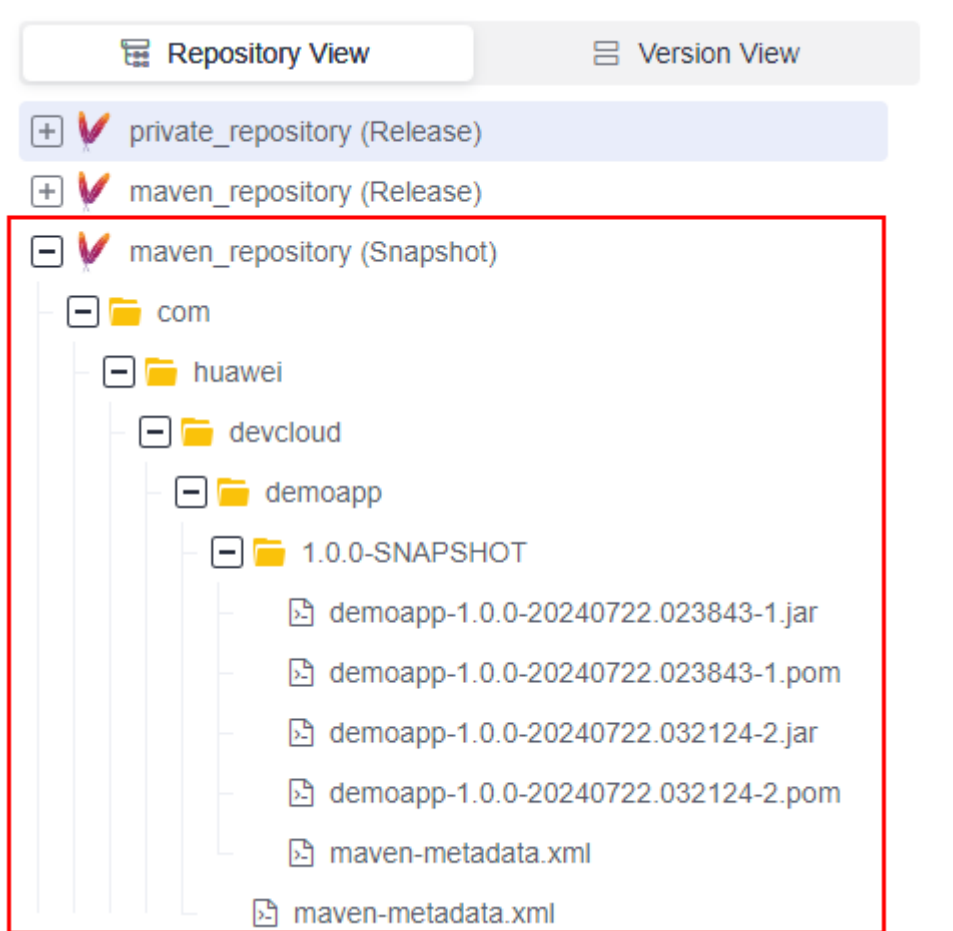 Repository View Version View
private_repository (Release)
maven_repository (Release)
maven_repository (Snapshot)
com
huawei
devcloud
demoapp
1.0.0-SNAPSHOT
demoapp-1.0.0-20240722.023843-1.jar
demoapp-1.0.0-20240722.023843-1.pom
demoapp-1.0.0-20240722.032124-2.jar
demoapp-1.0.0-20240722.032124-2.pom
maven-metadata.xml
maven-metadata.xml